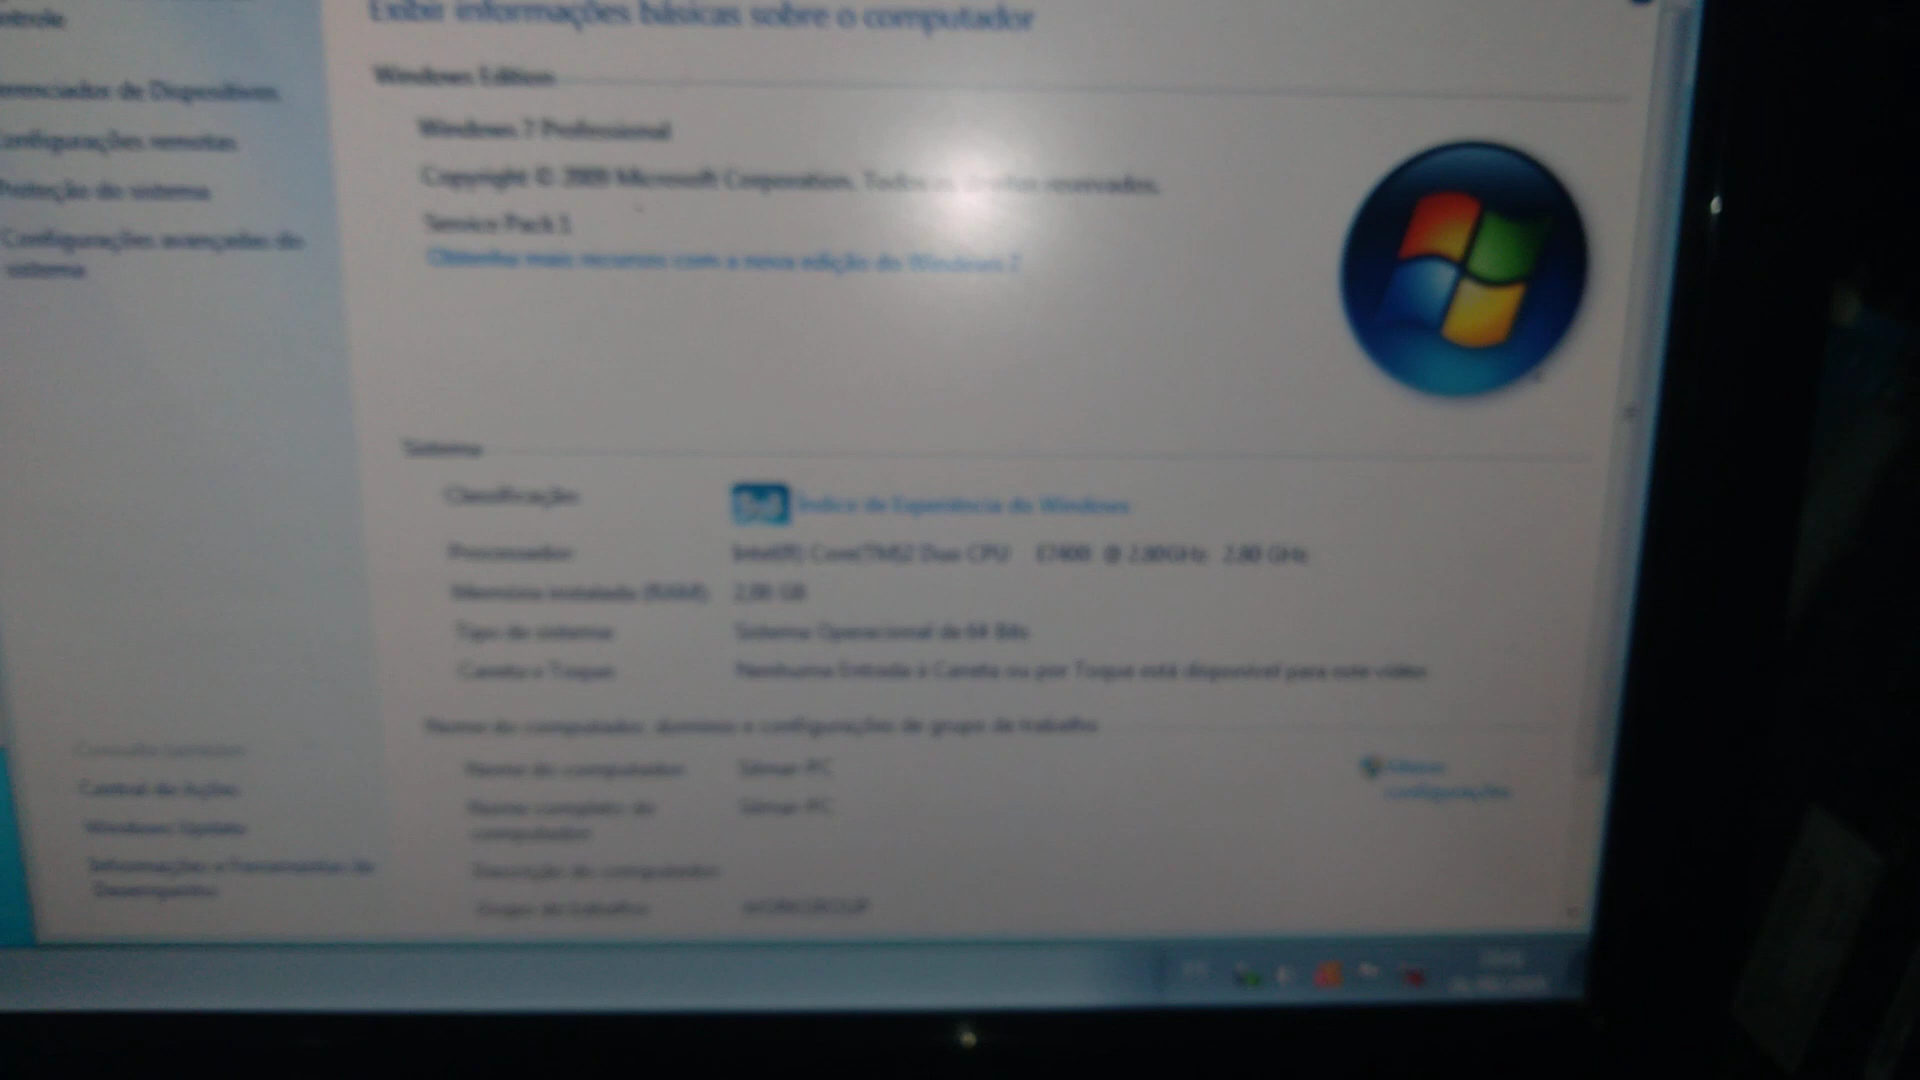 Exibir informações básicas sobre o computador
Windows Edition
Windows 7 Professional
Copyright © 2009 Microsoft Corporation. Todos os direitos reservados.
Service Pack 1
Obtenha mais recursos com a nova edição do Windows 7
ntrole
erenciador de Dispositivos
Configurações remotas
Proteção do sistema
Configurações avançadas do
sistema
Sistema
Classificação
Índice de Experiência do Windows
Processador
Intel(R) Core(TM)2 Duo CPU @ 2.80GHz 2.80 GHz
Memória instalada (RAM): 2,00 GB
Tipo de sistema: Sistema Operacional de 64 Bits
Caneta e Toque: Nenhuma Entrada à Caneta ou por Toque está disponível para este vídeo
Nome do computador, domínio e configurações de grupo de trabalho
Nome do computador:
Nome completo do
computador:
Descrição do computador:
Grupo de trabalho: WORKGROUP
Alterar
configurações
Consulte também
Central de Ações
Windows Update
Informações e Ferramentas de
Desempenho
PT